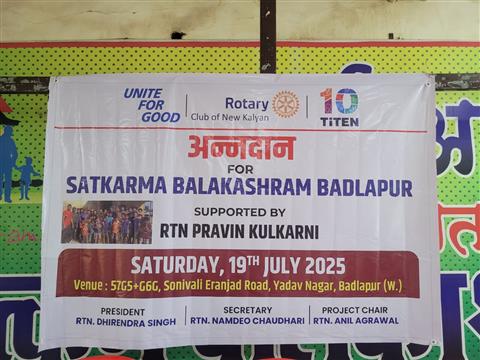 UNITE
FOR
GOOD
Rotary
Club of New Kalyan
10
TiTEN
अन्नदान
FOR
SATKARMA BALAKASHRAM BADLAPUR
SUPPORTED BY
RTN PRAVIN KULKARNI
SATURDAY, 19TH JULY 2025
Venue : 57G5+G6G, Sonivali Eranjad Road, Yadav Nagar, Badlapur (W.)
PRESIDENT
RTN. DHIRENDRA SINGH
SECRETARY
RTN. NAMDEO CHAUDHARI
PROJECT CHAIR
RTN. ANIL AGRAWAL